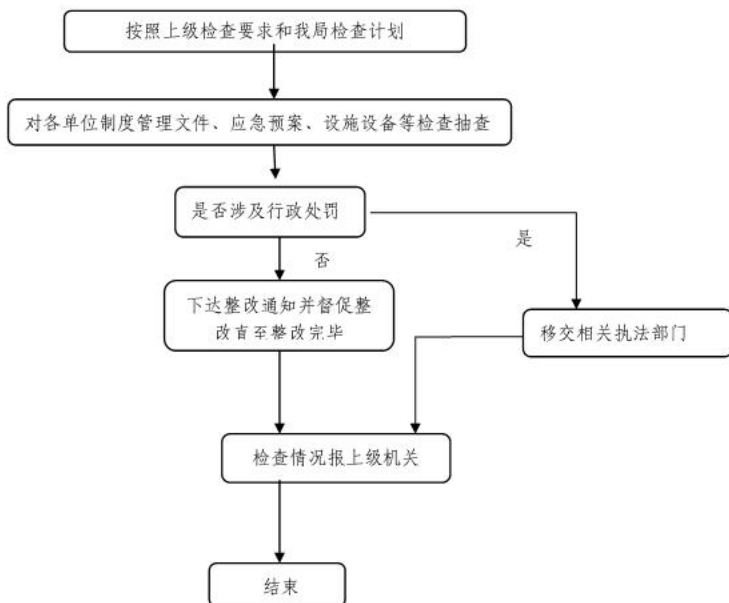 按照上级检查要求和我局检查计划
对各单位制度管理文件、应急预案、设施设备等检查抽查
是否涉及行政处罚
是
否
下达整改通知并督促整
改直至整改完毕
移交相关执法部门
检查情况报上级机关
结束